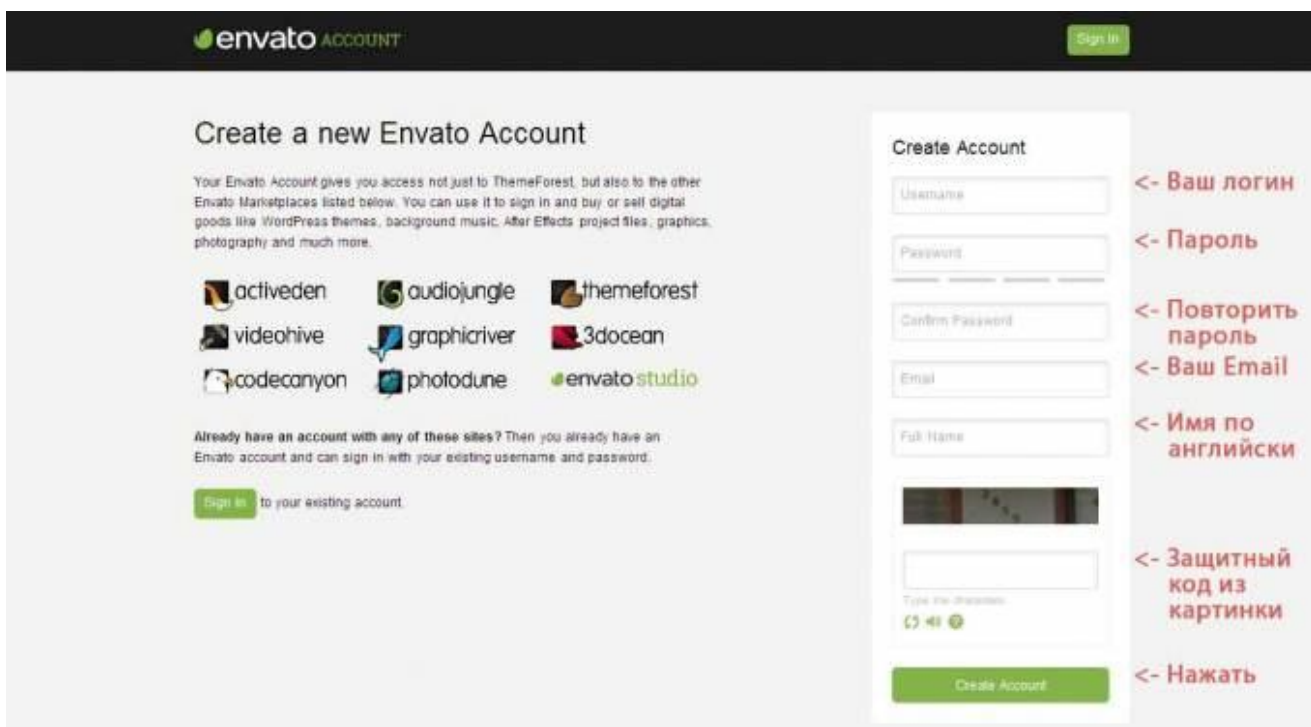 envato ACCOUNT
Sign In
Create a new Envato Account
Your Envato Account gives you access not just to ThemeForest, but also to the other
Envato Marketplaces listed below. You can use it to sign in and buy or sell digital
goods like WordPress themes, background music, After Effects project files, graphics,
photography and much more.
activeden audiojungle themeforest
videohive graphicriver 3docean
codecanyon photodune envato studio
Already have an account with any of these sites? Then you already have an
Envato account and can sign in with your existing username and password.
Sign In to your existing account.
Create Account
Username
<- Ваш логин
Password
<- Пароль
Confirm Password
<- Повторить
пароль
Email
<- Ваш Email
Full Name
<- Имя по
английски
<- Защитный
код из
картинки
Type the characters
Create Account
<- Нажать